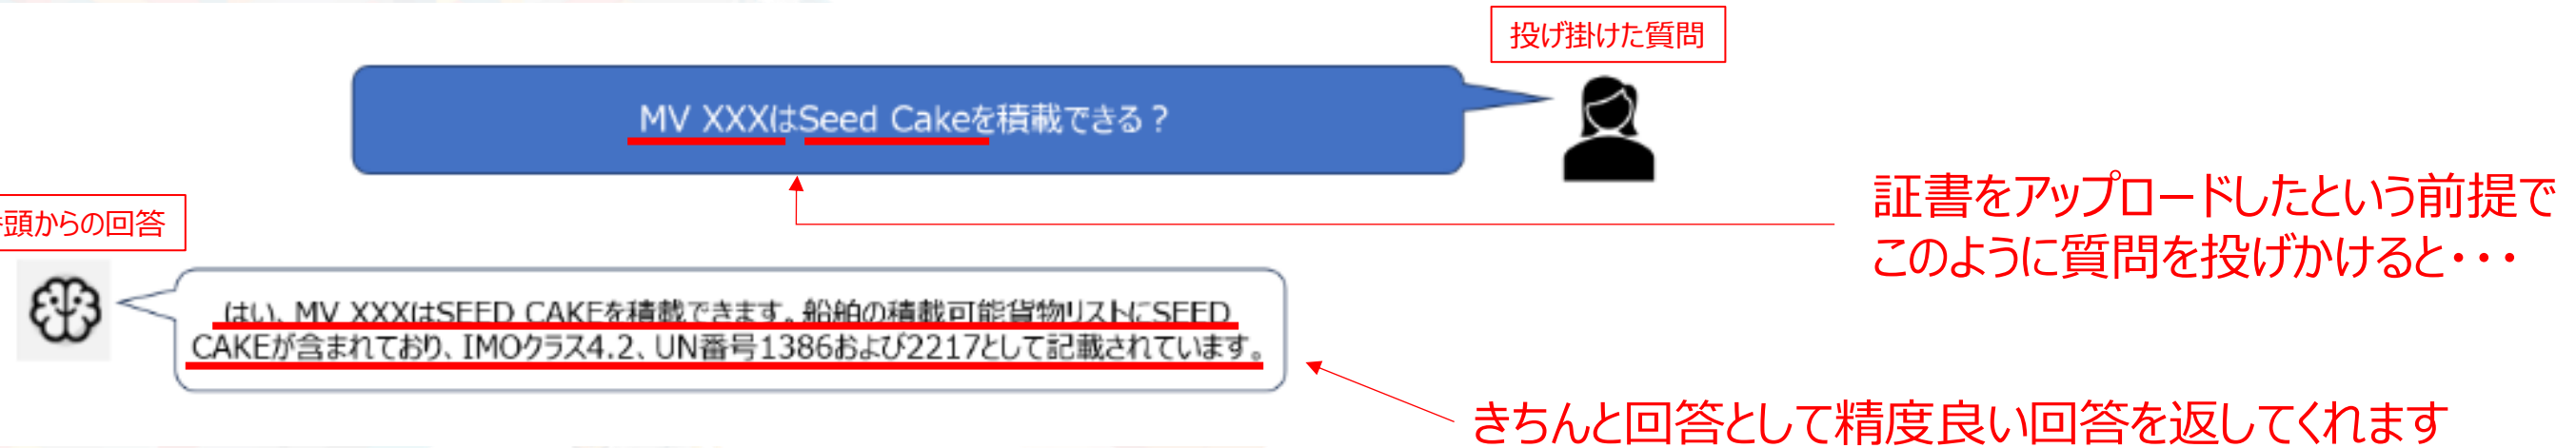 投げ掛けた質問
MV XXXはSeed Cakeを積載できる？
証書をアップロードしたという前提で
このように質問を投げかけると・・・
頭からの回答
はい、MV XXXはSEED CAKEを積載できます。船舶の積載可能貨物リストにSEED
CAKEが含まれており、IMOクラス4.2、UN番号1386および2217として記載されています。
きちんと回答として精度良い回答を返してくれます